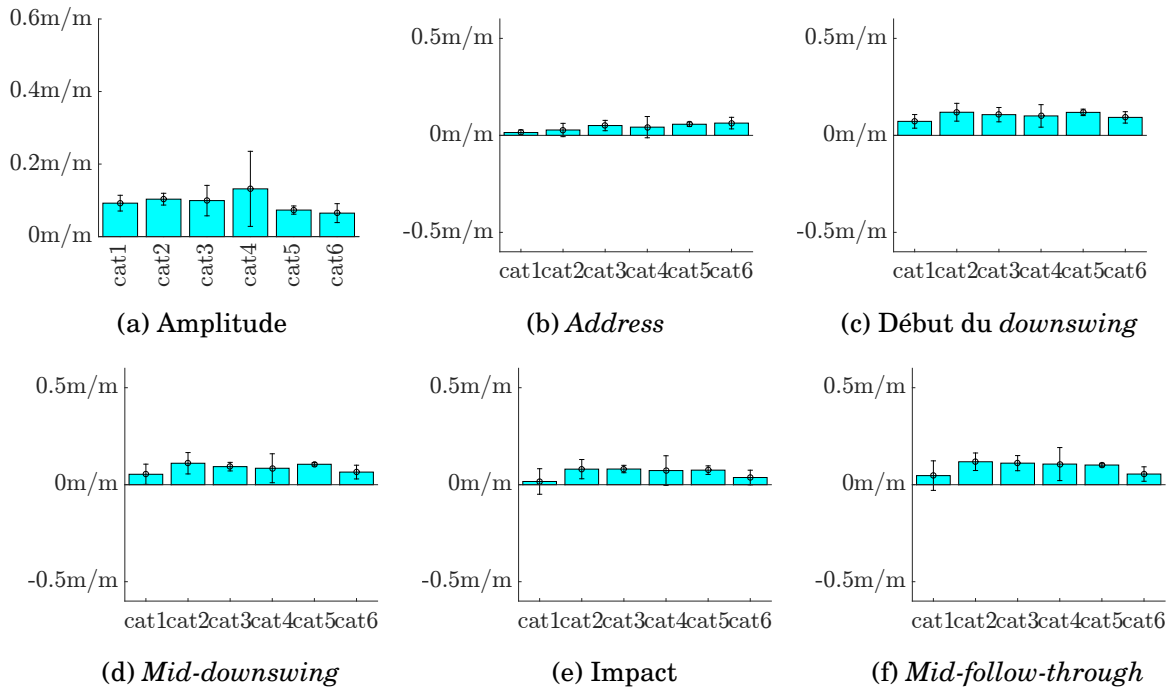 0.6m/m
0.4m/m
0.2m/m
0m/m
cat1
cat2
cat3
cat4
cat5
cat6
(a) Amplitude
0.5m/m
0m/m
-0.5m/m
cat1cat2cat3cat4cat5cat6
(b) Address
0.5m/m
0m/m
-0.5m/m
cat1cat2cat3cat4cat5cat6
(c) Début du downswing
0.5m/m
0m/m
-0.5m/m
cat1cat2cat3cat4cat5cat6
(d) Mid-downswing
0.5m/m
0m/m
-0.5m/m
cat1cat2cat3cat4cat5cat6
(e) Impact
0.5m/m
0m/m
-0.5m/m
cat1cat2cat3cat4cat5cat6
(f) Mid-follow-through